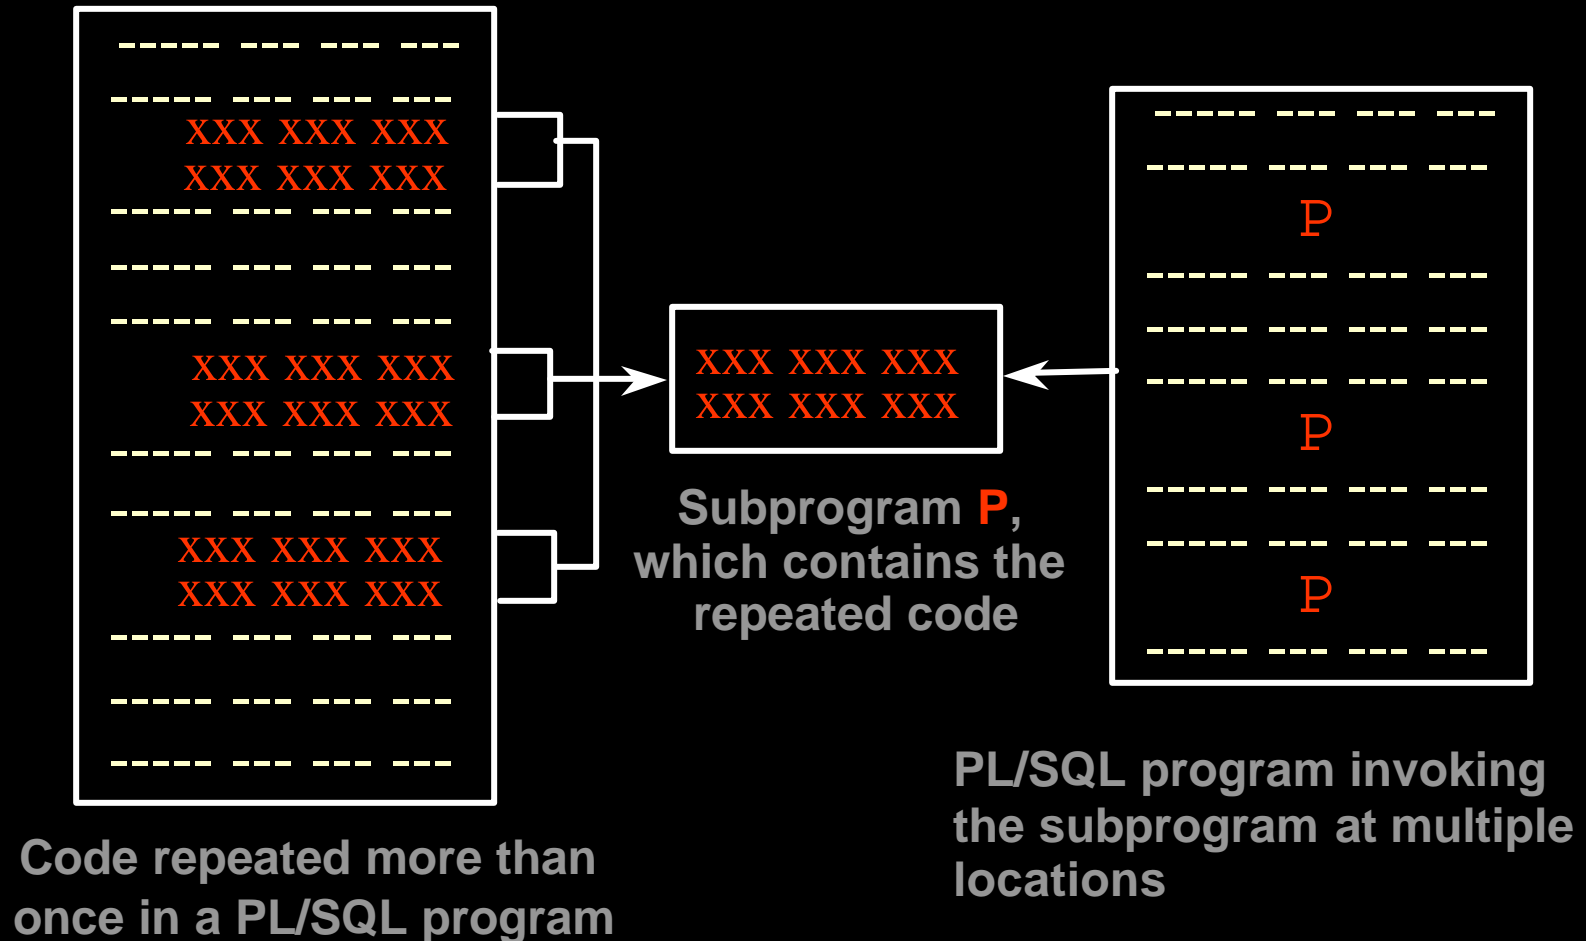 ----- --- --- ---
----- --- --- ---
XXX XXX XXX
XXX XXX XXX
----- --- --- ---
----- --- --- ---
----- --- --- ---
XXX XXX XXX
XXX XXX XXX
----- --- --- ---
----- --- --- ---
XXX XXX XXX
XXX XXX XXX
----- --- --- ---
----- --- --- ---
----- --- --- ---
Code repeated more than
once in a PL/SQL program
XXX XXX XXX
XXX XXX XXX
Subprogram P,
which contains the
repeated code
----- --- --- ---
----- --- --- ---
P
----- --- --- ---
----- --- --- ---
----- --- --- ---
P
----- --- --- ---
----- --- --- ---
P
----- --- --- ---
PL/SQL program invoking
the subprogram at multiple
locations